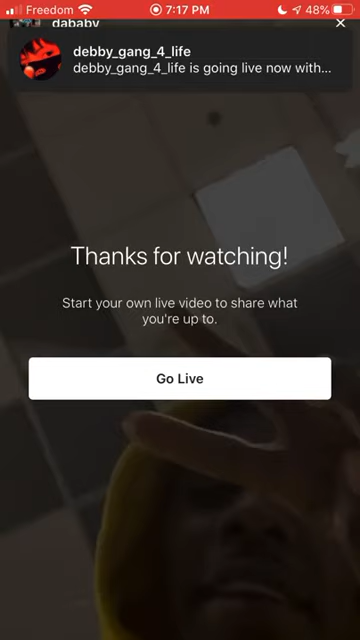 Freedom 7:17 PM 48%
dababy
debby_gang_4_life
debby_gang_4_life is going live now with...
Thanks for watching!
Start your own live video to share what
you're up to.
Go Live